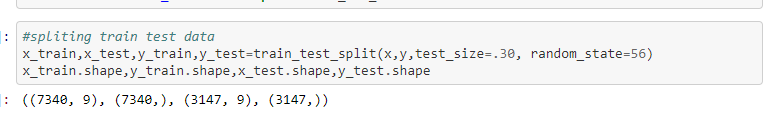 #spliting train test data
]: x_train,x_test,y_train,y_test=train_test_split(x,y,test_size=.30, random_state=56)
x_train.shape,y_train.shape,x_test.shape,y_test.shape
]: ((7340, 9), (7340,), (3147, 9), (3147,))